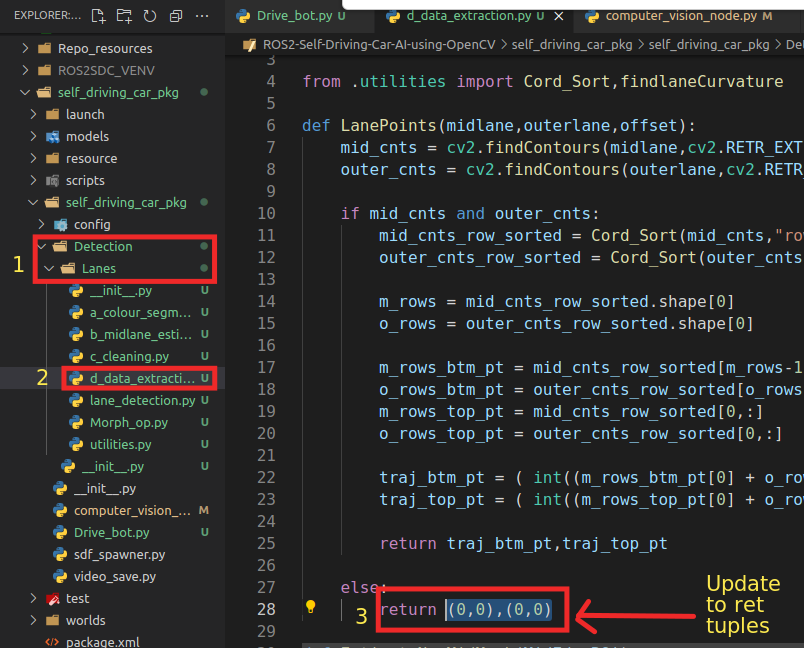 EXPLORER:...
Repo_resources
ROS2SDC_VENV
self_driving_car_pkg
launch
models
resource
scripts
self_driving_car_pkg
config
1
Detection
Lanes
__init__.py U
a_colour_segm... U
b_midlane_esti... U
c_cleaning.py U
2
d_data_extracti... U
lane_detection.py U
Morph_op.py U
utilities.py U
__init__.py U
__init__.py
computer_vision_... M
Drive_bot.py U
sdf_spawner.py
video_save.py
test
worlds
package.xml
Drive_bot.py U
d_data_extraction.py U
computer_vision_node.py M
ROS2-Self-Driving-Car-AI-using-OpenCV > self_driving_car_pkg > self_driving_car_pkg > De
3
4 from .utilities import Cord_Sort,findlaneCurvature
5
6 def LanePoints(midlane,outerlane,offset):
7 mid_cnts = cv2.findContours(midlane,cv2.RETR_EXT
8 outer_cnts = cv2.findContours(outerlane,cv2.RETR_
9
10 if mid_cnts and outer_cnts:
11 mid_cnts_row_sorted = Cord_Sort(mid_cnts,"row
12 outer_cnts_row_sorted = Cord_Sort(outer_cnts
13
14 m_rows = mid_cnts_row_sorted.shape[0]
15 o_rows = outer_cnts_row_sorted.shape[0]
16
17 m_rows_btm_pt = mid_cnts_row_sorted[m_rows-1
18 o_rows_btm_pt = outer_cnts_row_sorted[o_rows
19 m_rows_top_pt = mid_cnts_row_sorted[0,:]
20 o_rows_top_pt = outer_cnts_row_sorted[0,:]
21
22 traj_btm_pt = ( int((m_rows_btm_pt[0] + o_row
23 traj_top_pt = ( int((m_rows_top_pt[0] + o_row
24
25 return traj_btm_pt,traj_top_pt
26
27 else:
28 return (0,0),(0,0)
29
3
Update
to ret
tuples